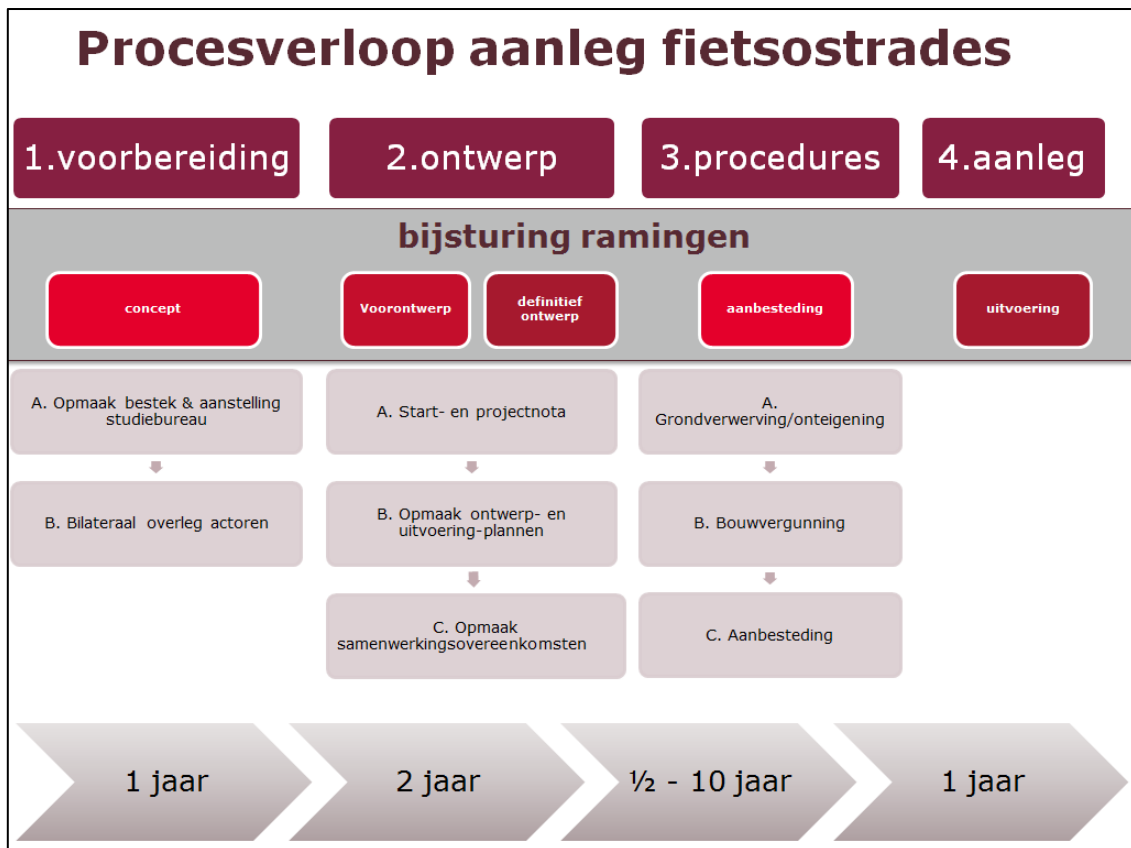 Procesverloop aanleg fietsostrades
1.voorbereiding
2.ontwerp
3.procedures
4.aanleg
bijsturing ramingen
concept
Voorontwerp
definitief
ontwerp
aanbesteding
uitvoering
A. Opmaak bestek & aanstelling
studiebureau
B. Bilateraal overleg actoren
A. Start- en projectnota
B. Opmaak ontwerp- en
uitvoering-plannen
C. Opmaak
samenwerkingsovereenkomsten
A.
Grondverwerving/onteigening
B. Bouwvergunning
C. Aanbesteding
1 jaar
2 jaar
½ - 10 jaar
1 jaar